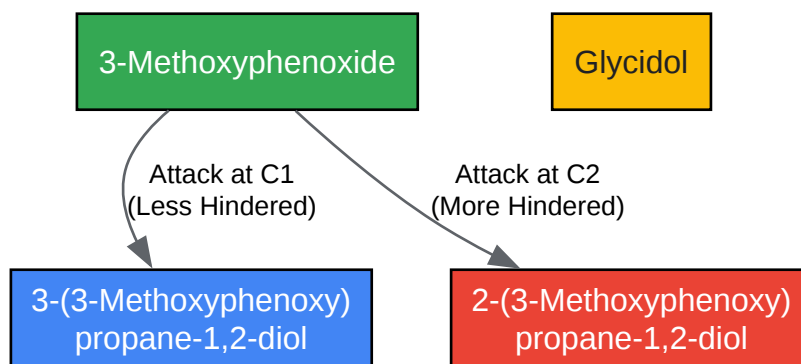 3-Methoxyphenoxide
Glycidol
Attack at C1
(Less Hindered)
Attack at C2
(More Hindered)
3-(3-Methoxyphenoxy)
propane-1,2-diol
2-(3-Methoxyphenoxy)
propane-1,2-diol